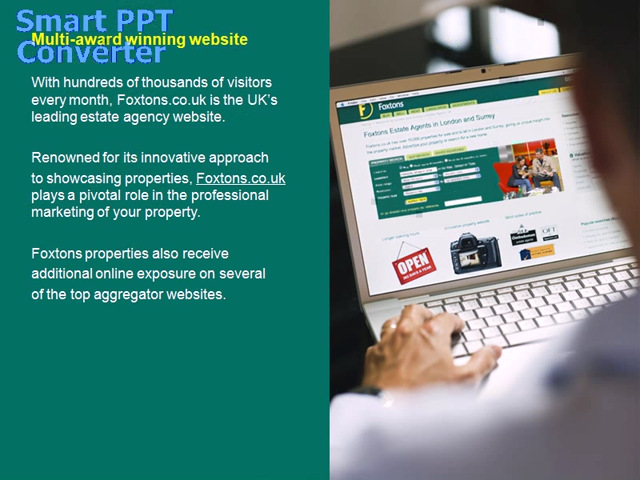 Smart PPT
Converter
Multi-award winning website
With hundreds of thousands of visitors
every month, Foxtons.co.uk is the UK's
leading estate agency website.
Renowned for its innovative approach
to showcasing properties, Foxtons.co.uk
plays a pivotal role in the professional
marketing of your property.
Foxtons properties also receive
additional online exposure on several
of the top aggregator websites.
Foxtons
Foxtons Estate Agents in London and Surrey
OPEN